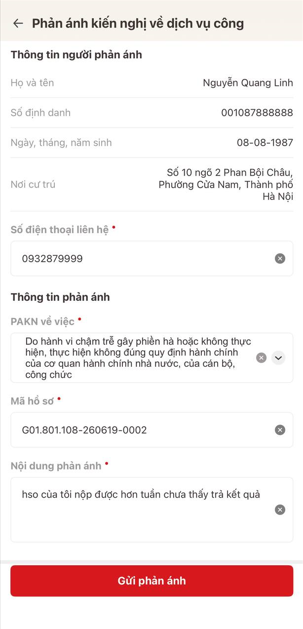 Phản ánh kiến nghị về dịch vụ công
Thông tin người phản ánh
Họ và tên
Nguyễn Quang Linh
Số định danh
001087888888
Ngày, tháng, năm sinh
08-08-1987
Nơi cư trú
Số 10 ngõ 2 Phan Bội Châu,
Phường Cửa Nam, Thành phố
Hà Nội
Số điện thoại liên hệ *
0932879999
Thông tin phản ánh
PAKN về việc *
Do hành vi chậm trễ gây phiền hà hoặc không thực
hiện, thực hiện không đúng quy định hành chính
của cơ quan hành chính nhà nước, của cán bộ,
công chức
Mã hồ sơ *
G01.801.108-260619-0002
Nội dung phản ánh *
hso của tôi nộp được hơn tuần chưa thấy trả kết quả
Gửi phản ánh